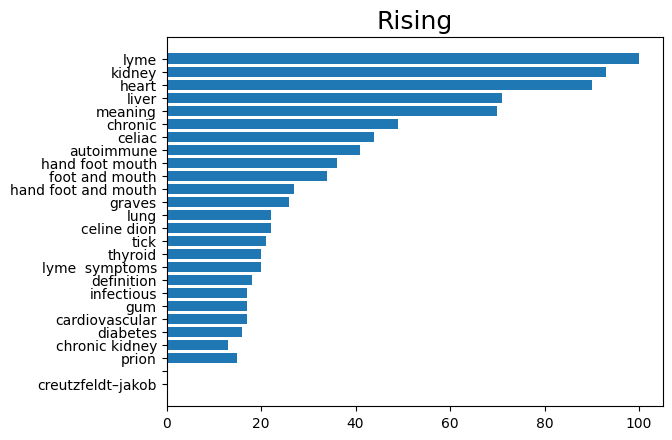 Rising
lyme
kidney
heart
liver
meaning
chronic
celiac
autoimmune
hand foot mouth
foot and mouth
hand foot and mouth
graves
lung
celine dion
tick
thyroid
lyme  symptoms
definition
infectious
gum
cardiovascular
diabetes
chronic kidney
prion
creutzfeldt–jakob
0 20 40 60 80 100